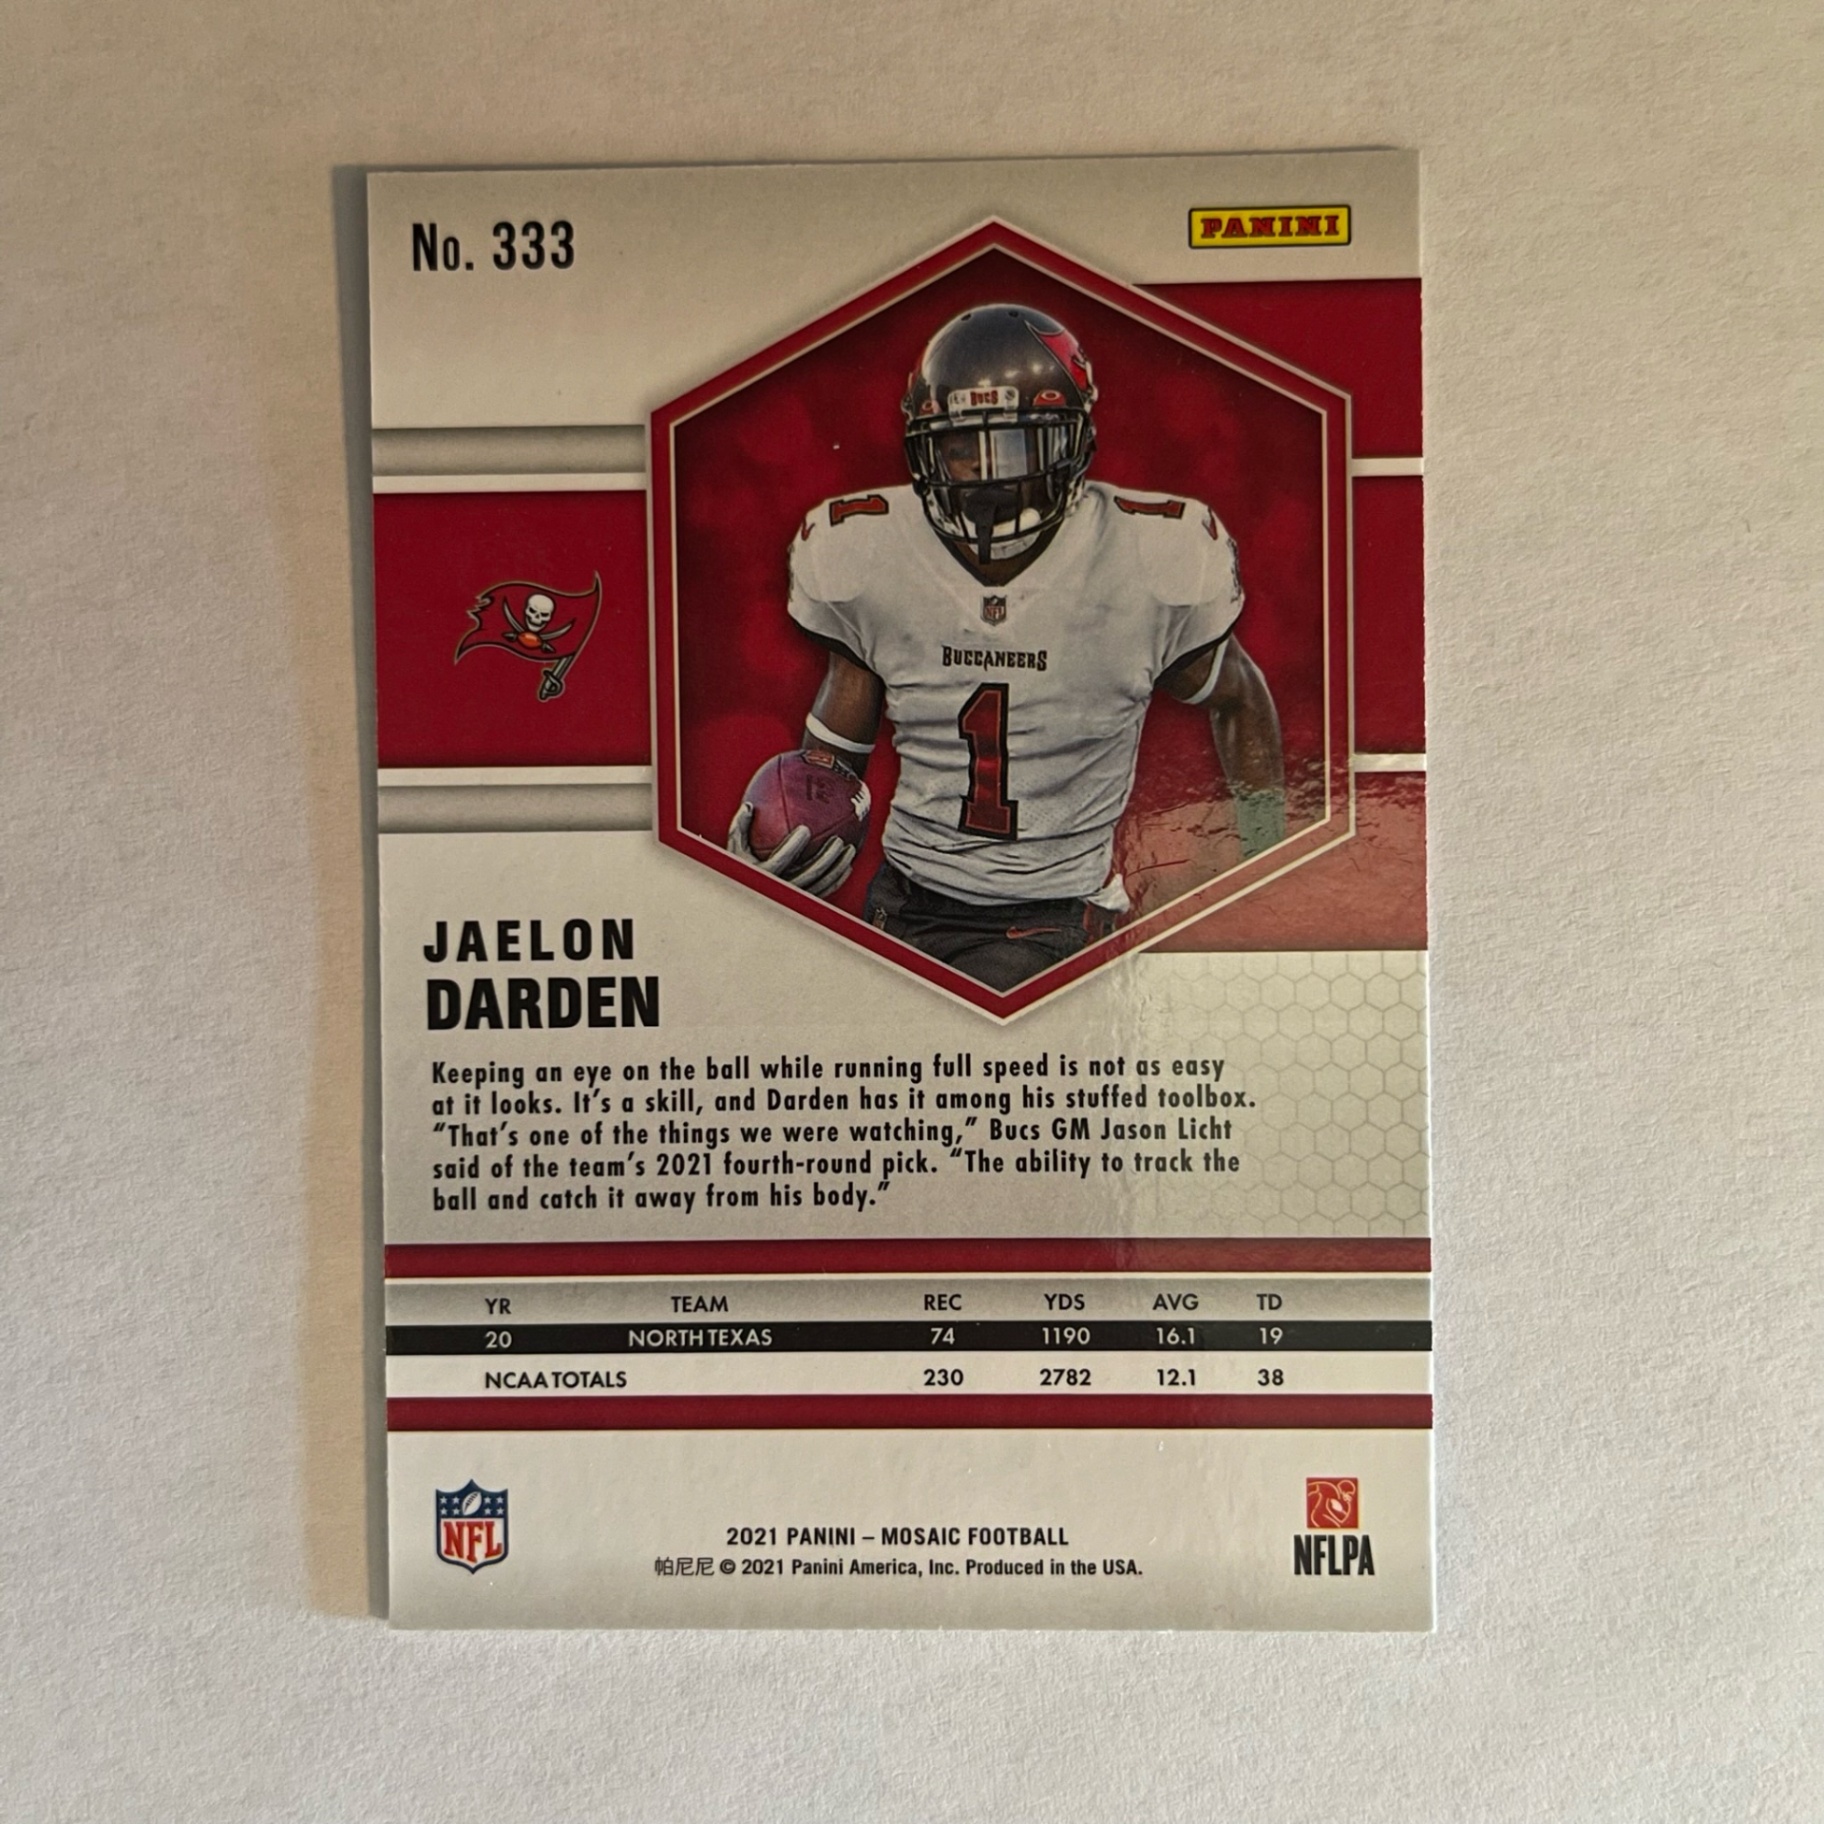 No. 333
PANINI
BUCS
1
1
NFL
BUCCANEERS
1
JAELON
DARDEN
Keeping an eye on the ball while running full speed is not as easy
at it looks. It's a skill, and Darden has it among his stuffed toolbox.
“That's one of the things we were watching,” Bucs GM Jason Licht
said of the team's 2021 fourth-round pick. “The ability to track the
ball and catch it away from his body.”
YR TEAM REC YDS AVG TD
20 NORTH TEXAS 74 1190 16.1 19
NCAA TOTALS 230 2782 12.1 38
NFL
2021 PANINI – MOSAIC FOOTBALL
帕尼尼 © 2021 Panini America, Inc. Produced in the USA.
NFLPA